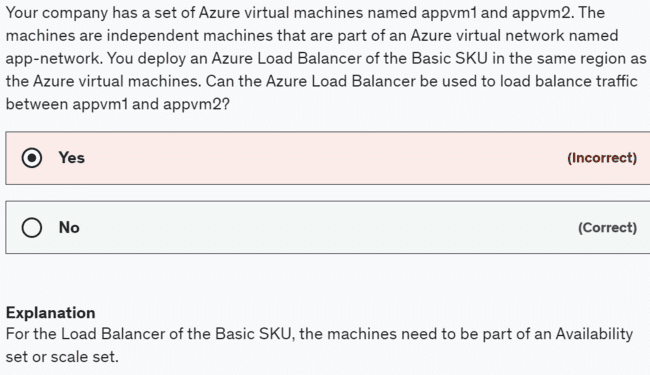 Your company has a set of Azure virtual machines named appvm1 and appvm2. The
machines are independent machines that are part of an Azure virtual network named
app-network. You deploy an Azure Load Balancer of the Basic SKU in the same region as
the Azure virtual machines. Can the Azure Load Balancer be used to load balance traffic
between appvm1 and appvm2?
Yes (Incorrect)
No (Correct)
Explanation
For the Load Balancer of the Basic SKU, the machines need to be part of an Availability
set or scale set.